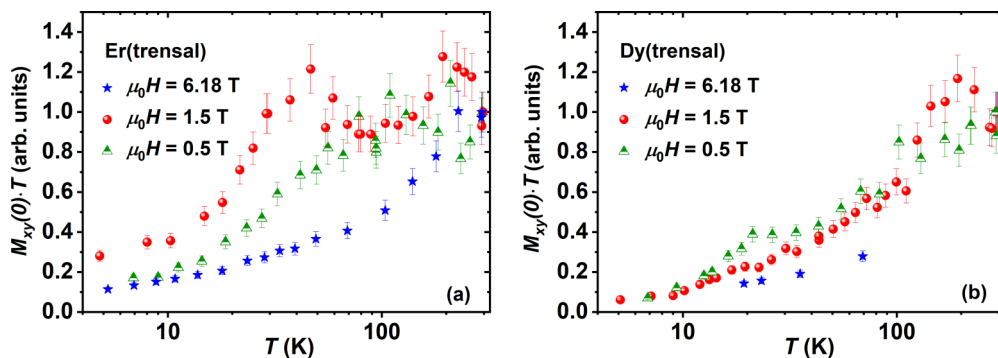 1.4
1.2
1.0
0.8
0.6
0.4
0.2
0.0
M_xy(0)·T (arb. units)
Er(trensal)
μ₀H = 6.18 T
μ₀H = 1.5 T
μ₀H = 0.5 T
(a)
10
100
T (K)
1.4
1.2
1.0
0.8
0.6
0.4
0.2
0.0
M_xy(0)·T (arb. units)
Dy(trensal)
μ₀H = 6.18 T
μ₀H = 1.5 T
μ₀H = 0.5 T
(b)
10
100
T (K)